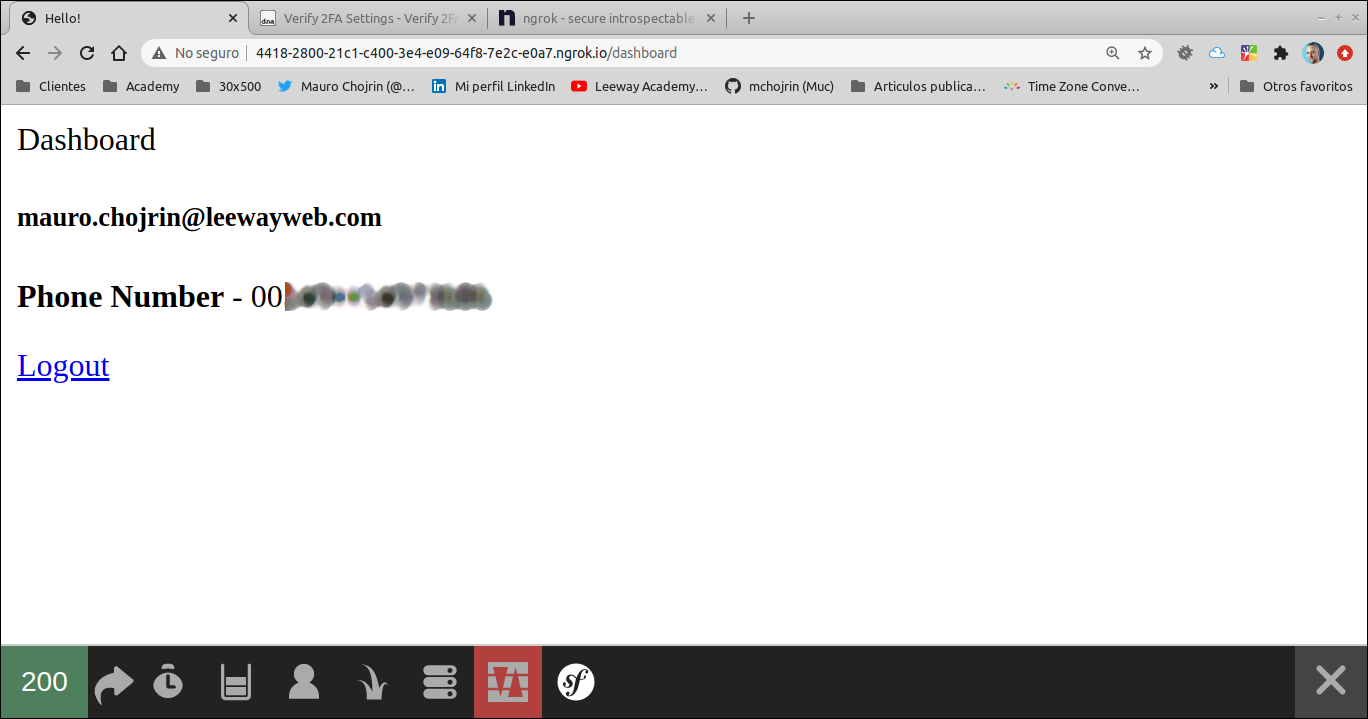 Hello!
Verify 2FA Settings - Verify 2F
ngrok - secure introspectable
No seguro
4418-2800-21c1-c400-3e4-e09-64f8-7e2c-e0a7.ngrok.io/dashboard
Clientes Academy 30x500 Mauro Chojrin (@… Mi perfil LinkedIn Leeway Academy… mchojrin (Muc) Articulos publica… Time Zone Conve… » Otros favoritos
Dashboard
mauro.chojrin@leewayweb.com
Phone Number - 00
Logout
200
sf